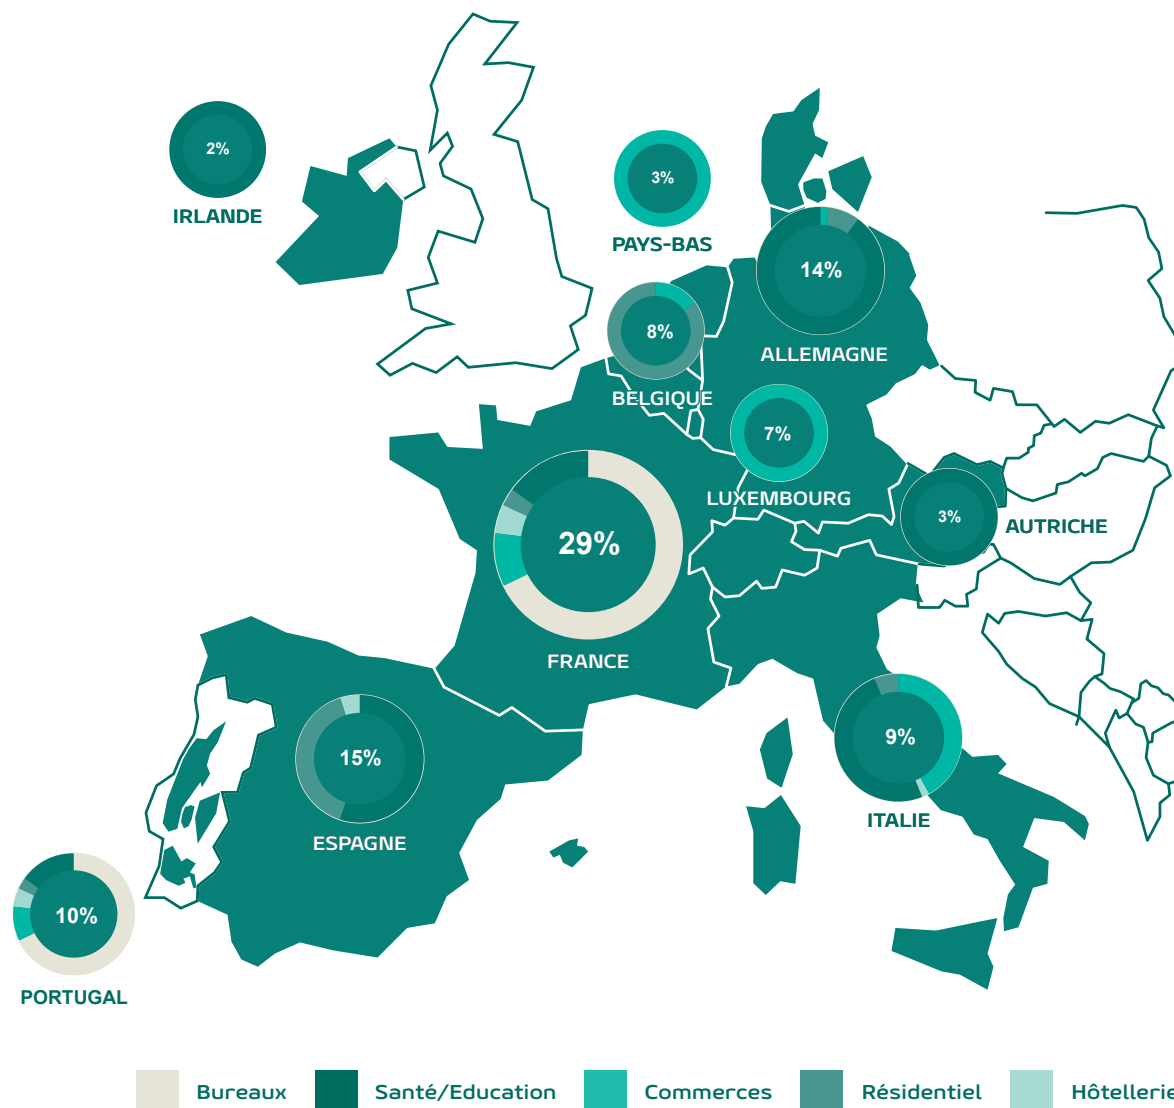 2%
IRLANDE
3%
PAYS-BAS
14%
ALLEMAGNE
8%
BELGIQUE
7%
LUXEMBOURG
3%
AUTRICHE
29%
FRANCE
15%
ESPAGNE
9%
ITALIE
10%
PORTUGAL
Bureaux Santé/Education Commerces Résidentiel Hôtellerie